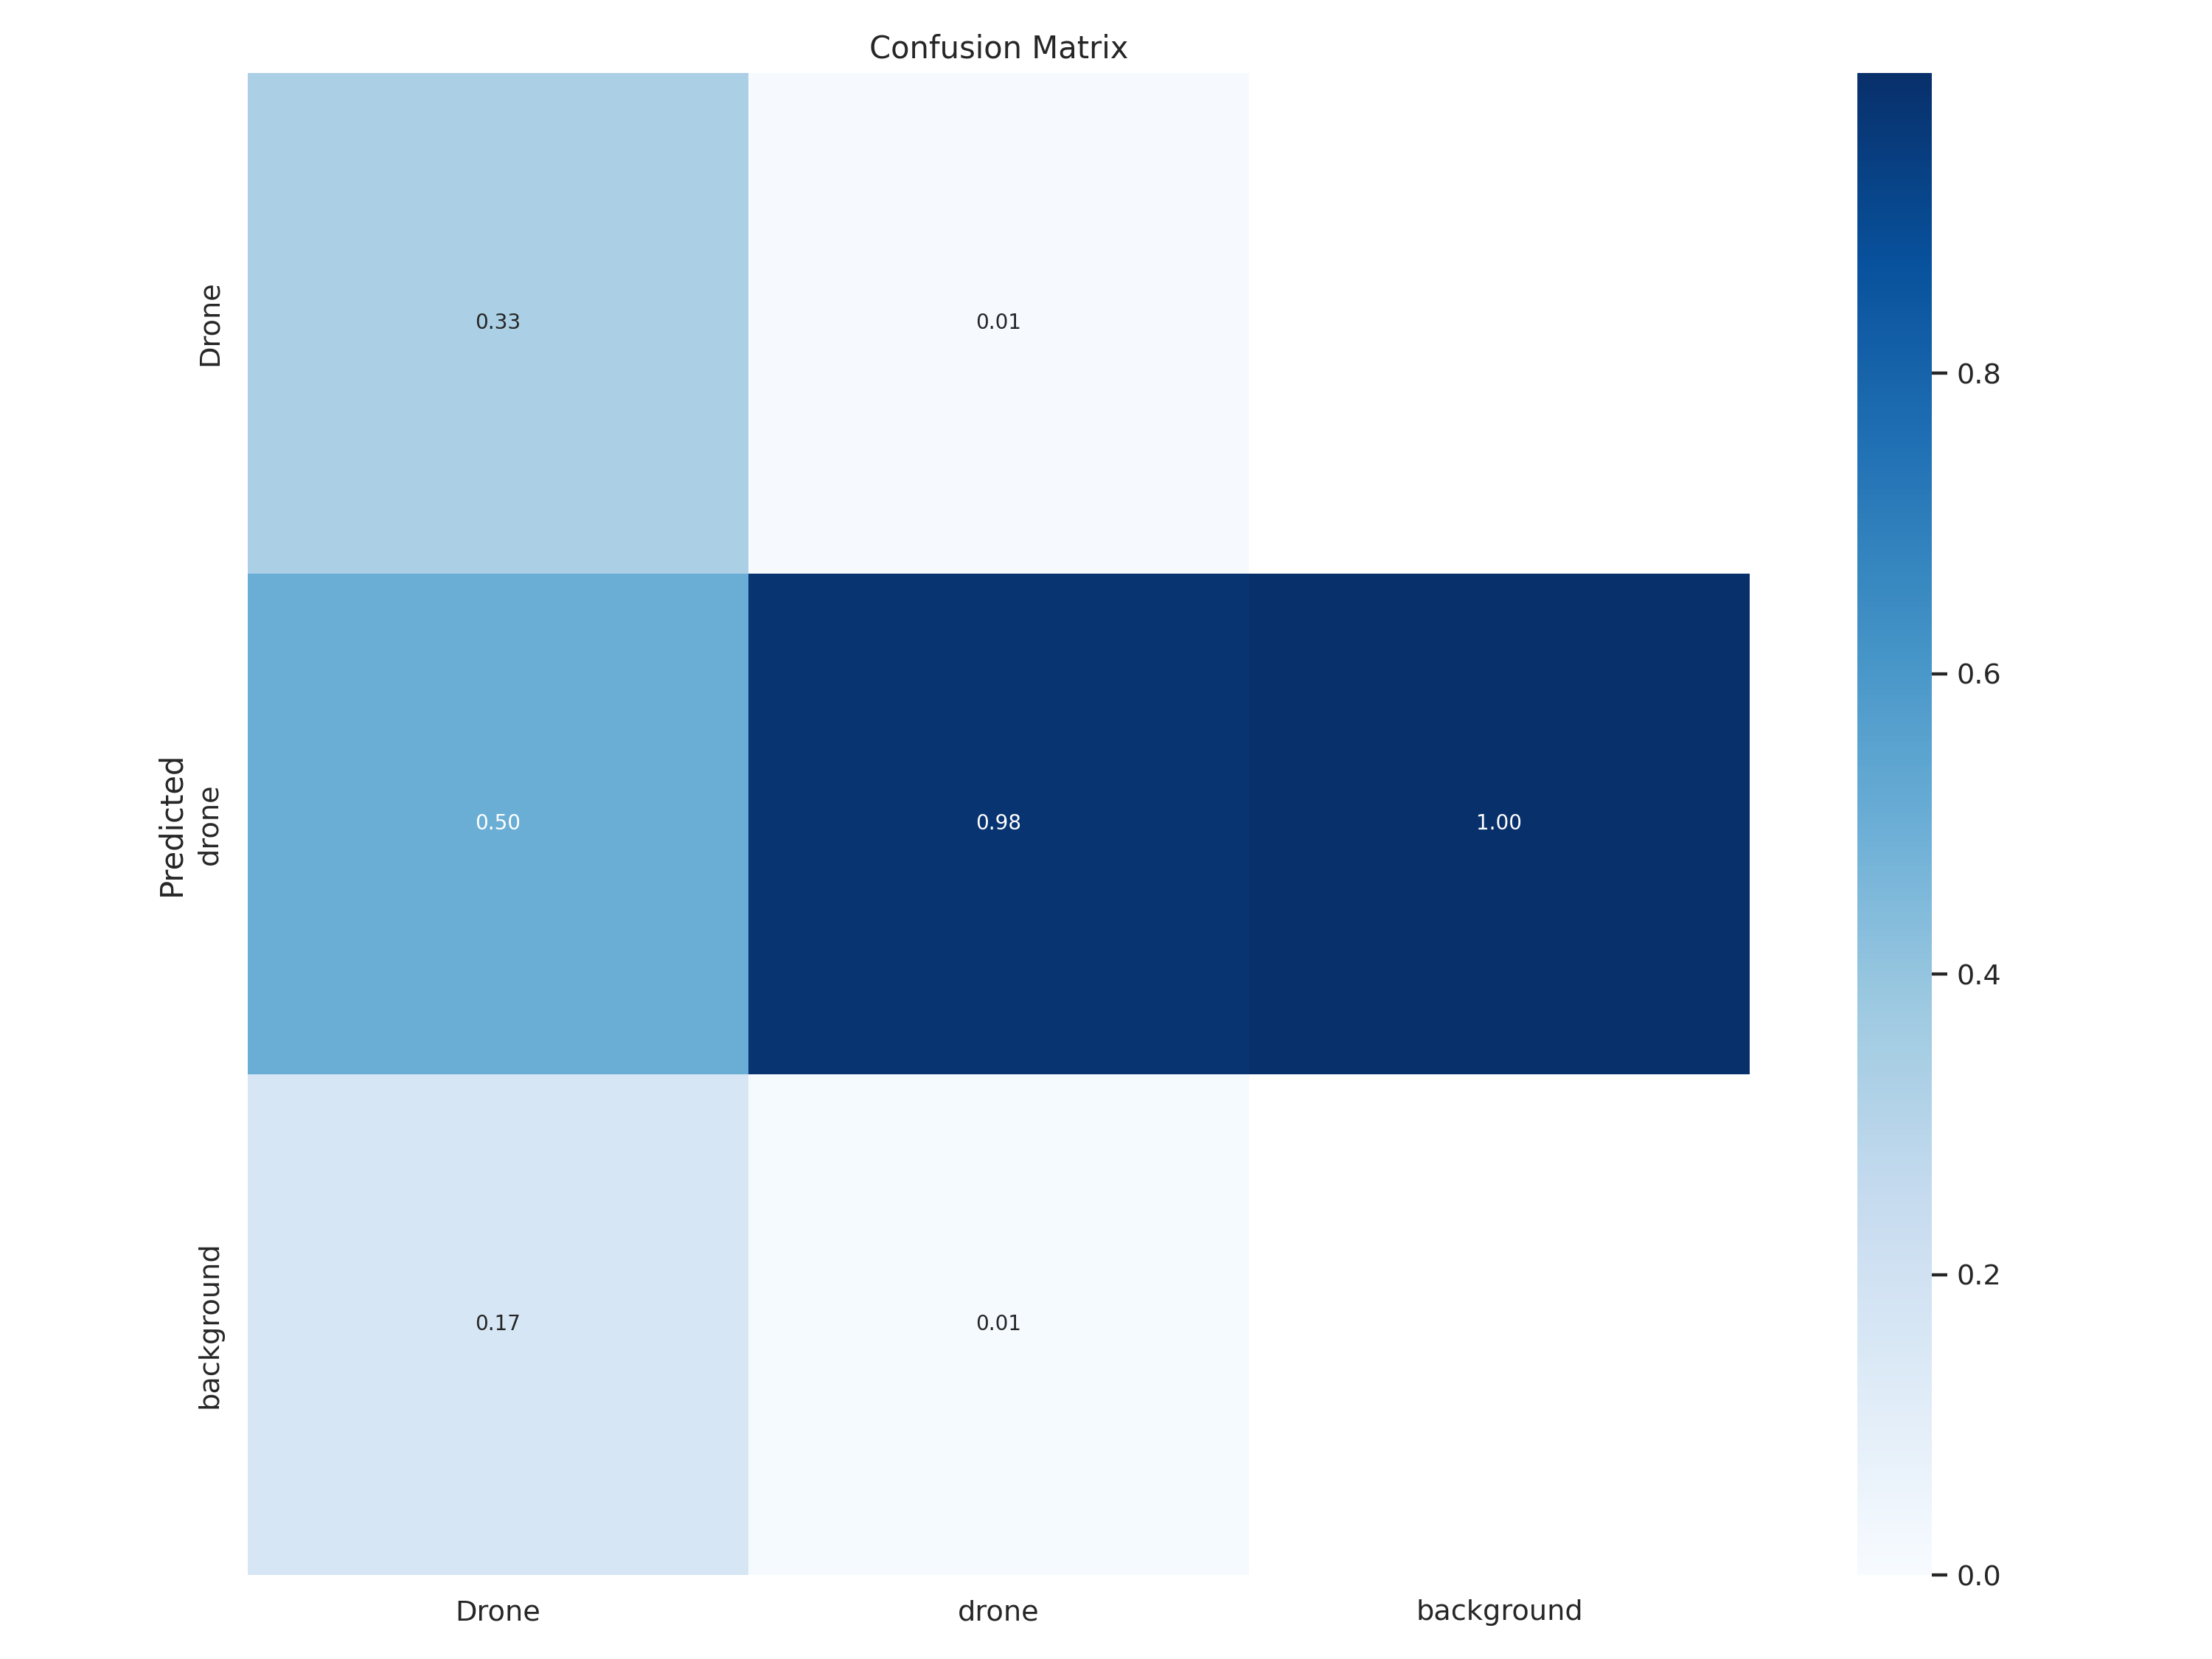 Confusion Matrix
Drone
0.33
0.01
Predicted
drone
0.50
0.98
1.00
background
0.17
0.01
Drone
drone
background
0.8
0.6
0.4
0.2
0.0